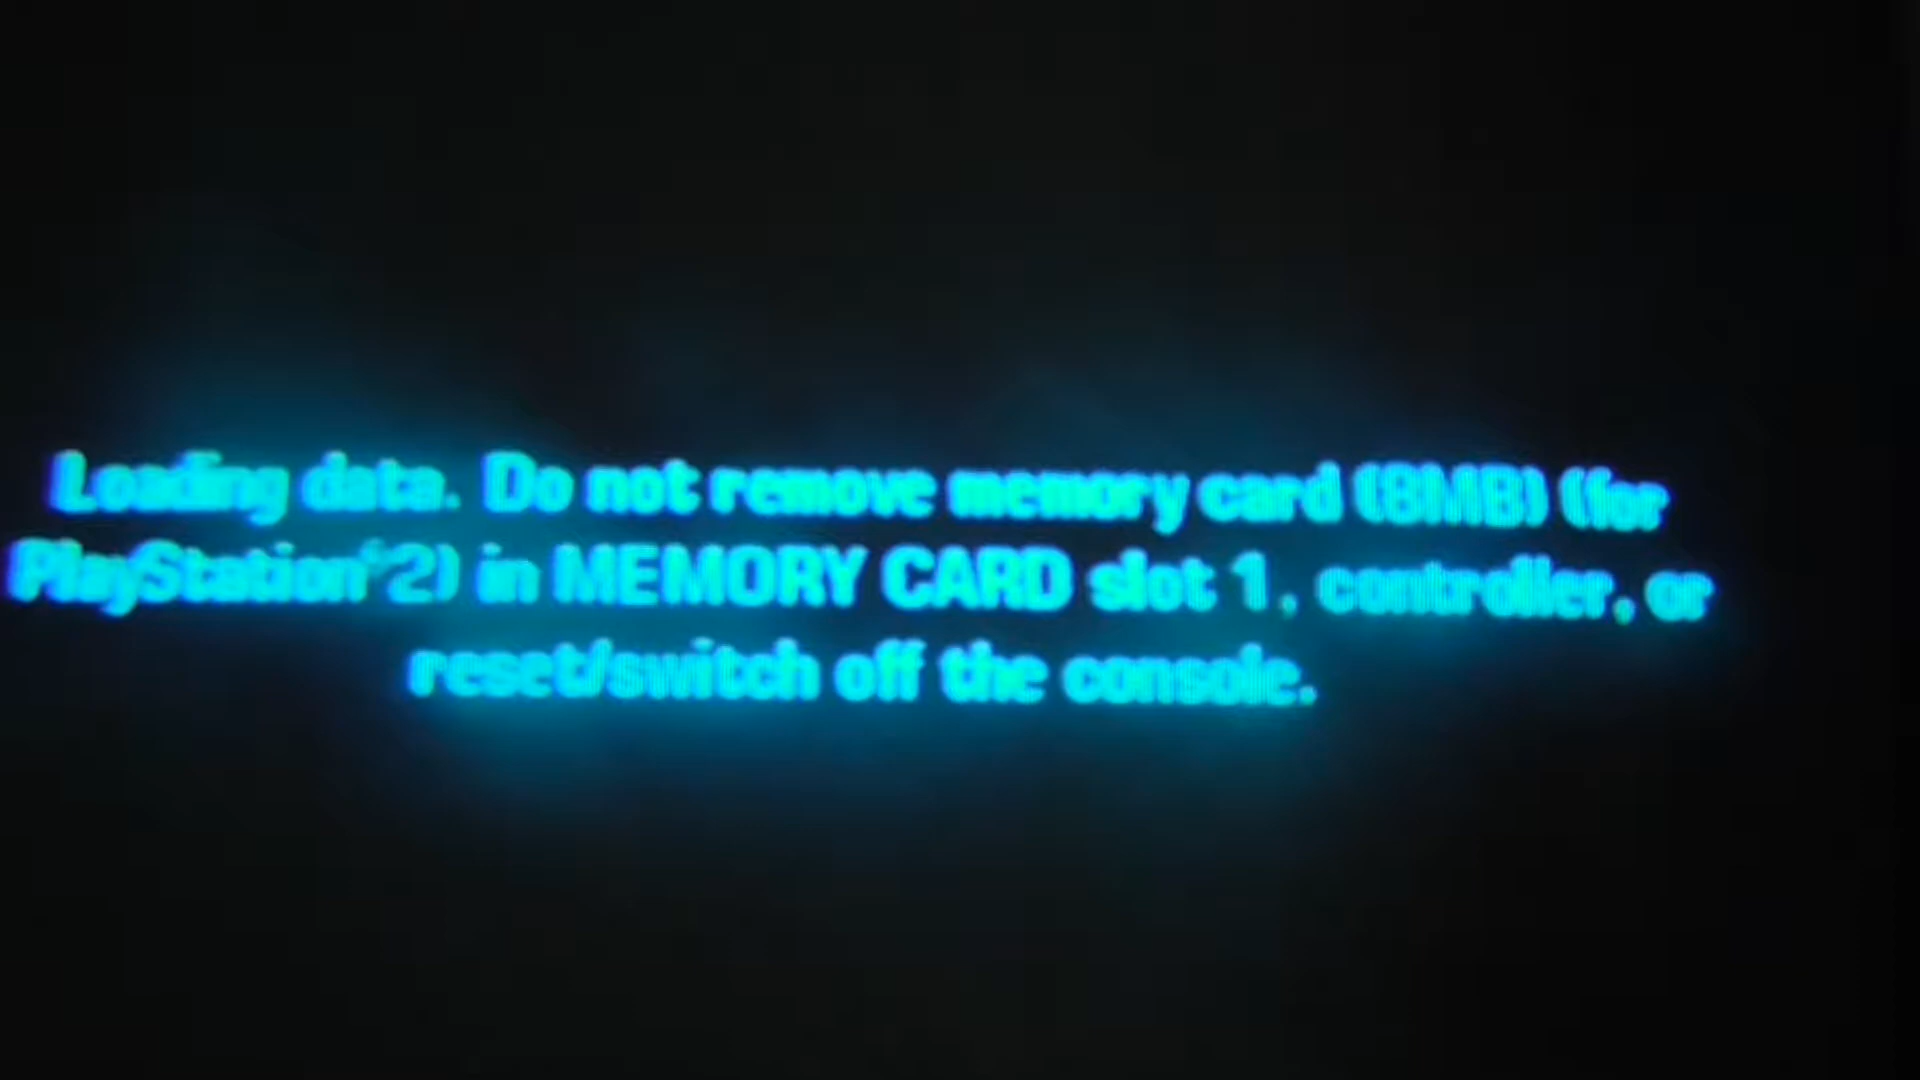 Loading data. Do not remove memory card (8MB) (for
PlayStation®2) in MEMORY CARD slot 1, controller, or
reset/switch off the console.